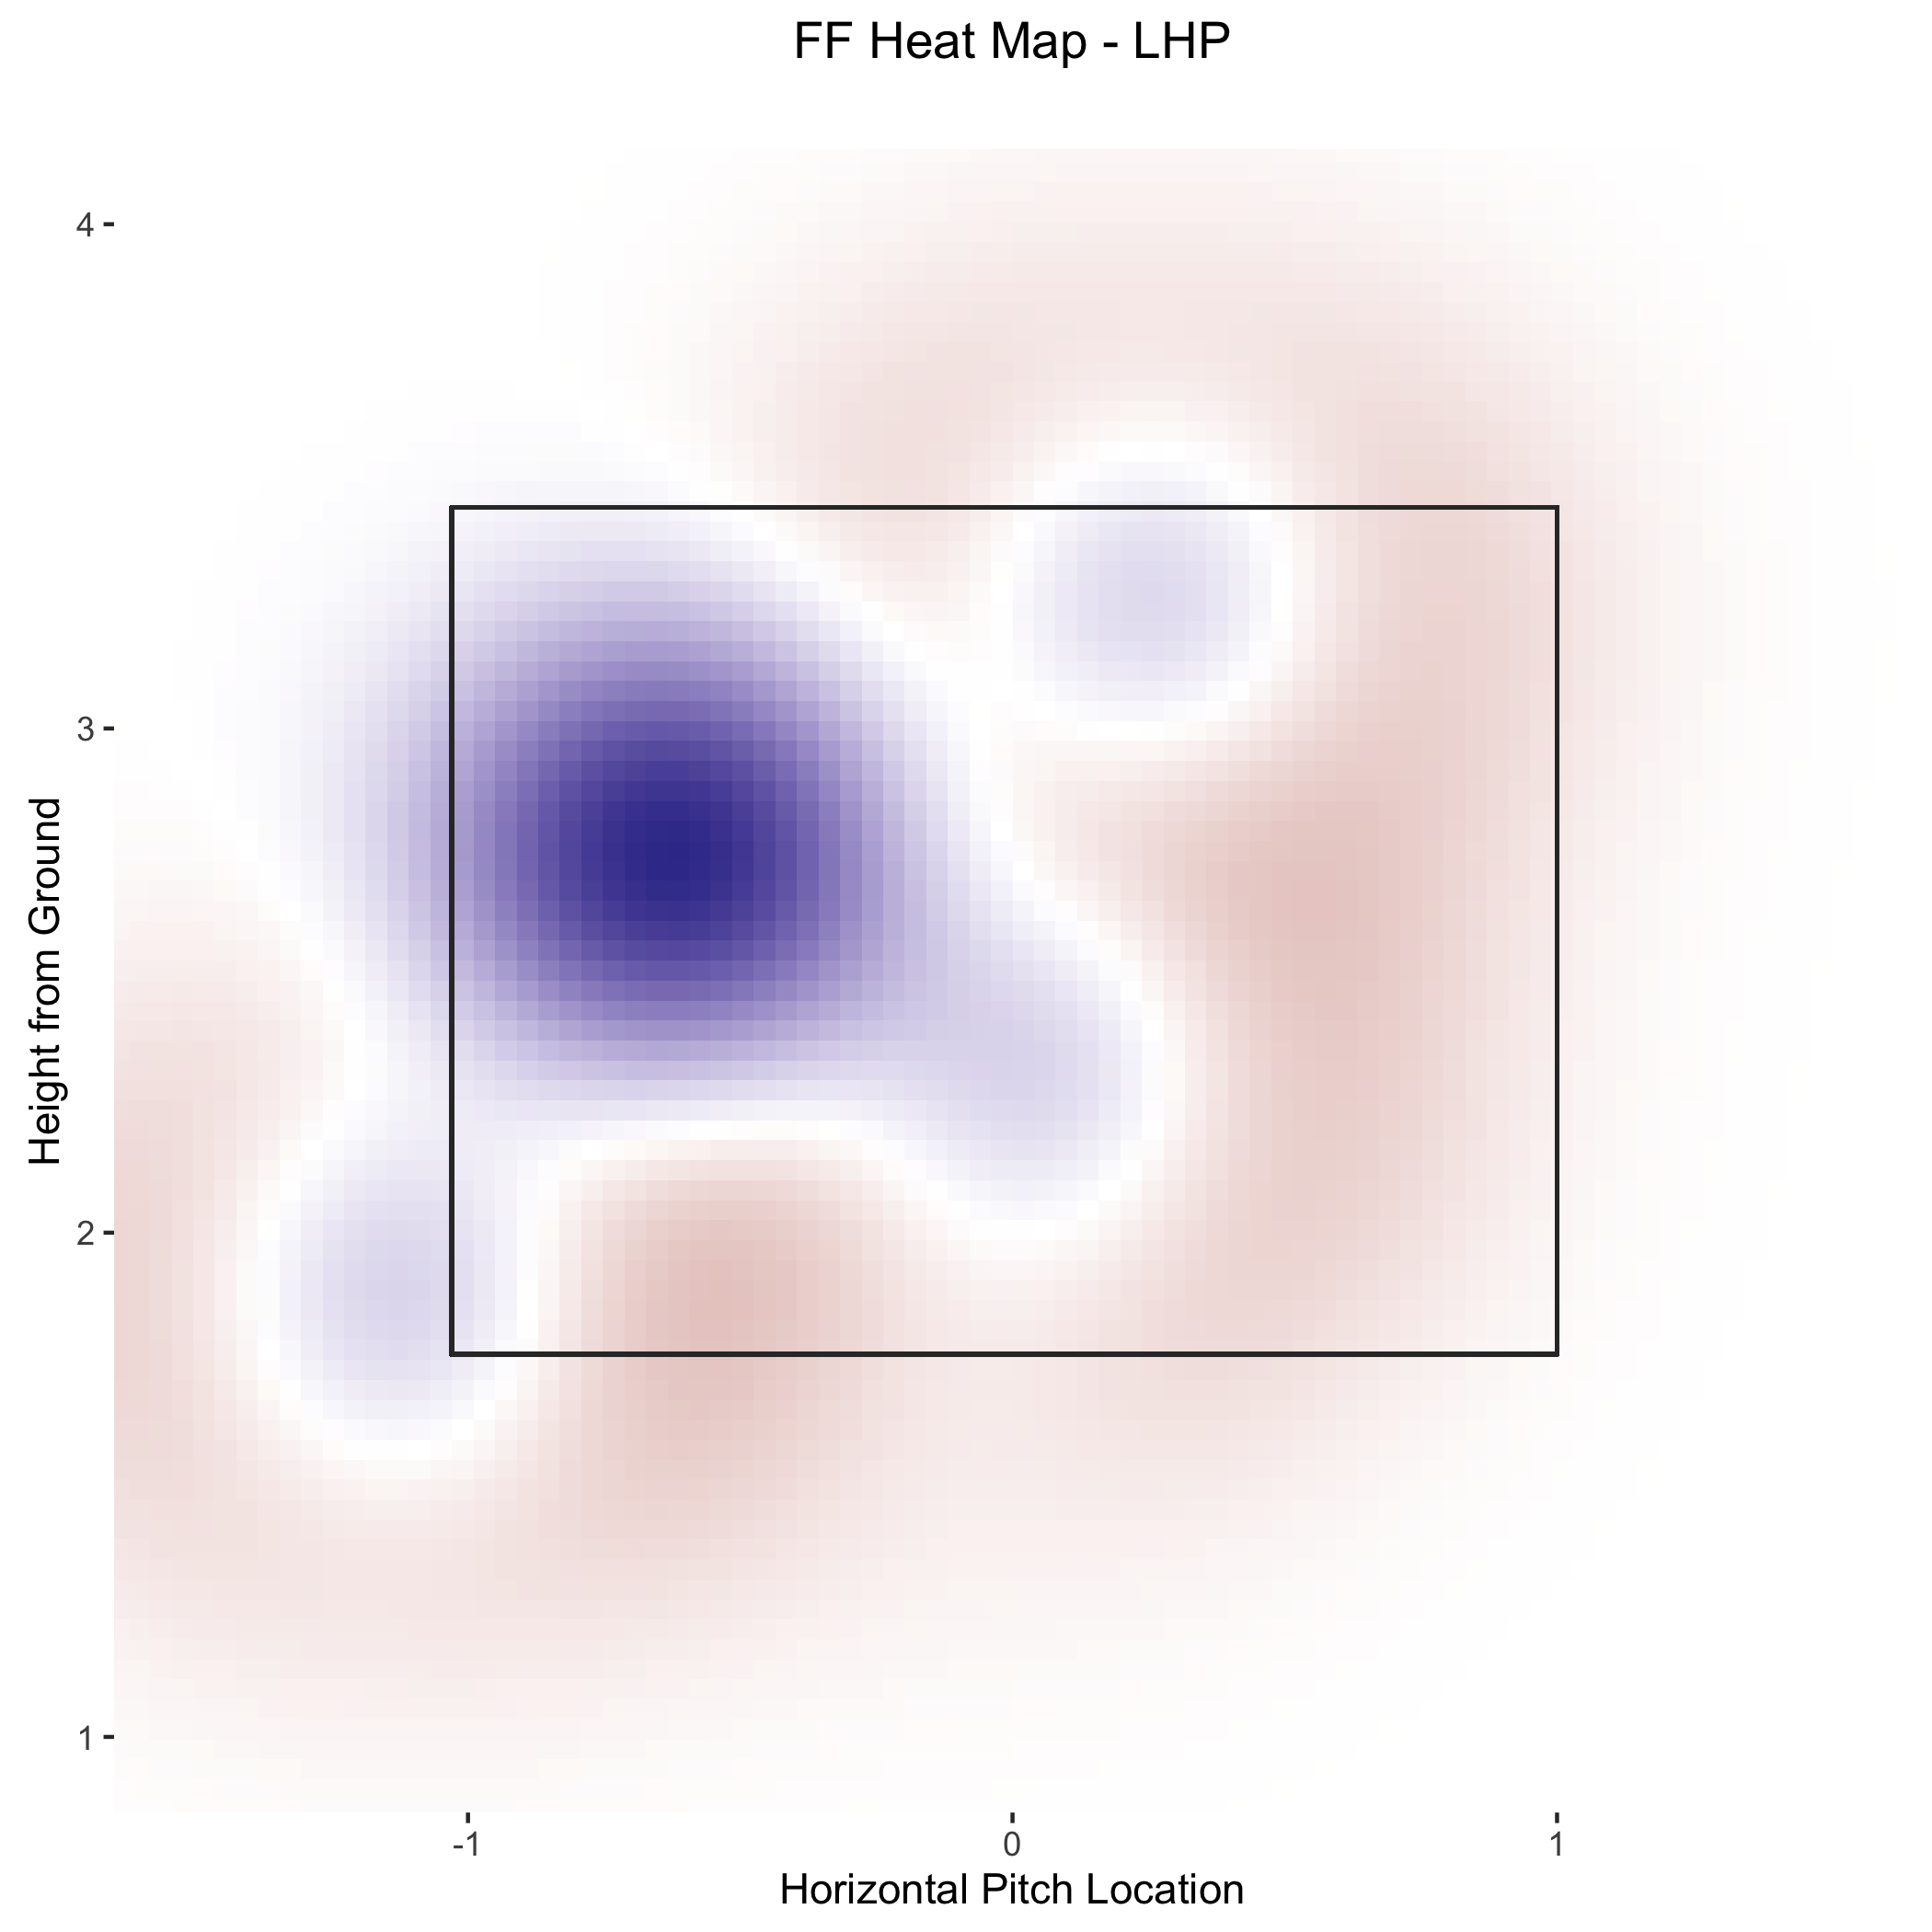 FF Heat Map - LHP
4
3
2
1
Height from Ground
-1 0 1
Horizontal Pitch Location